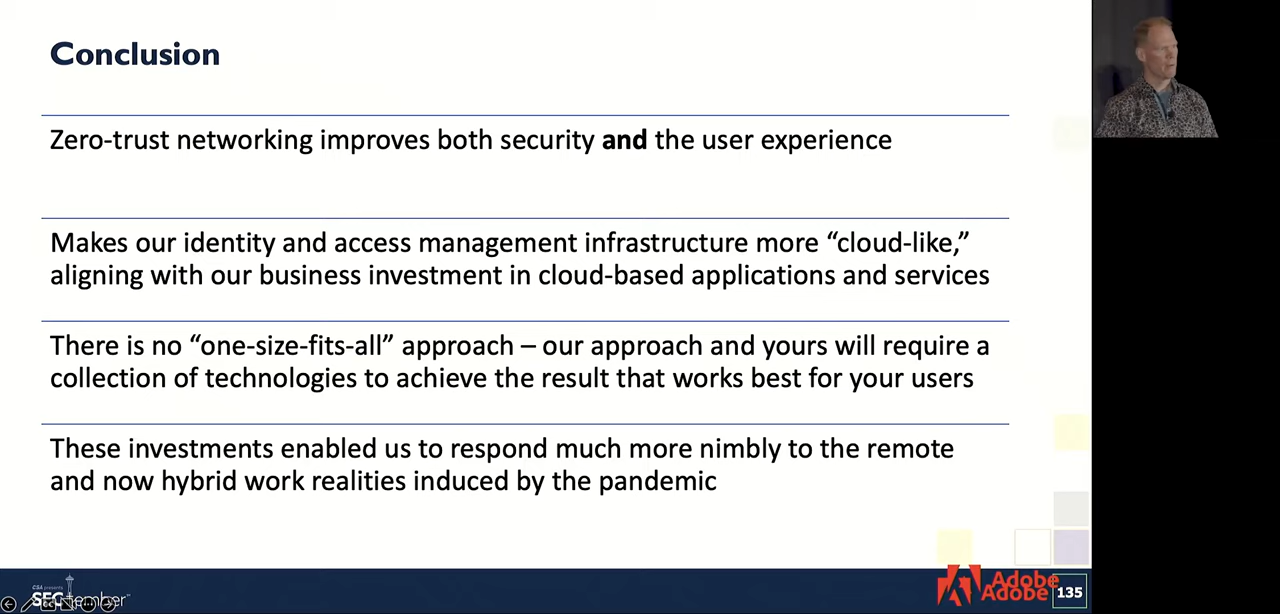 Conclusion
Zero-trust networking improves both security and the user experience
Makes our identity and access management infrastructure more “cloud-like,”
aligning with our business investment in cloud-based applications and services
There is no “one-size-fits-all” approach – our approach and yours will require a
collection of technologies to achieve the result that works best for your users
These investments enabled us to respond much more nimbly to the remote
and now hybrid work realities induced by the pandemic
CSA presents
SECtember
Adobe
Adobe
135